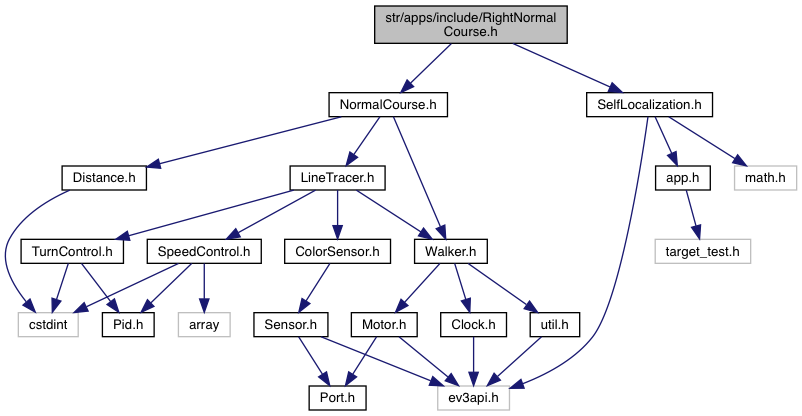 str/apps/include/RightNormal
Course.h
NormalCourse.h
SelfLocalization.h
Distance.h
LineTracer.h
app.h
math.h
TurnControl.h
SpeedControl.h
ColorSensor.h
Walker.h
target_test.h
cstdint
Pid.h
array
Sensor.h
Motor.h
Clock.h
util.h
Port.h
ev3api.h